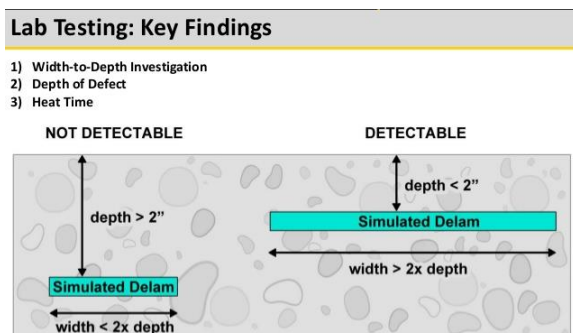 Lab Testing: Key Findings
1) Width-to-Depth Investigation
2) Depth of Defect
3) Heat Time
NOT DETECTABLE
DETECTABLE
depth > 2”
depth < 2”
Simulated Delam
width > 2x depth
Simulated Delam
width < 2x depth